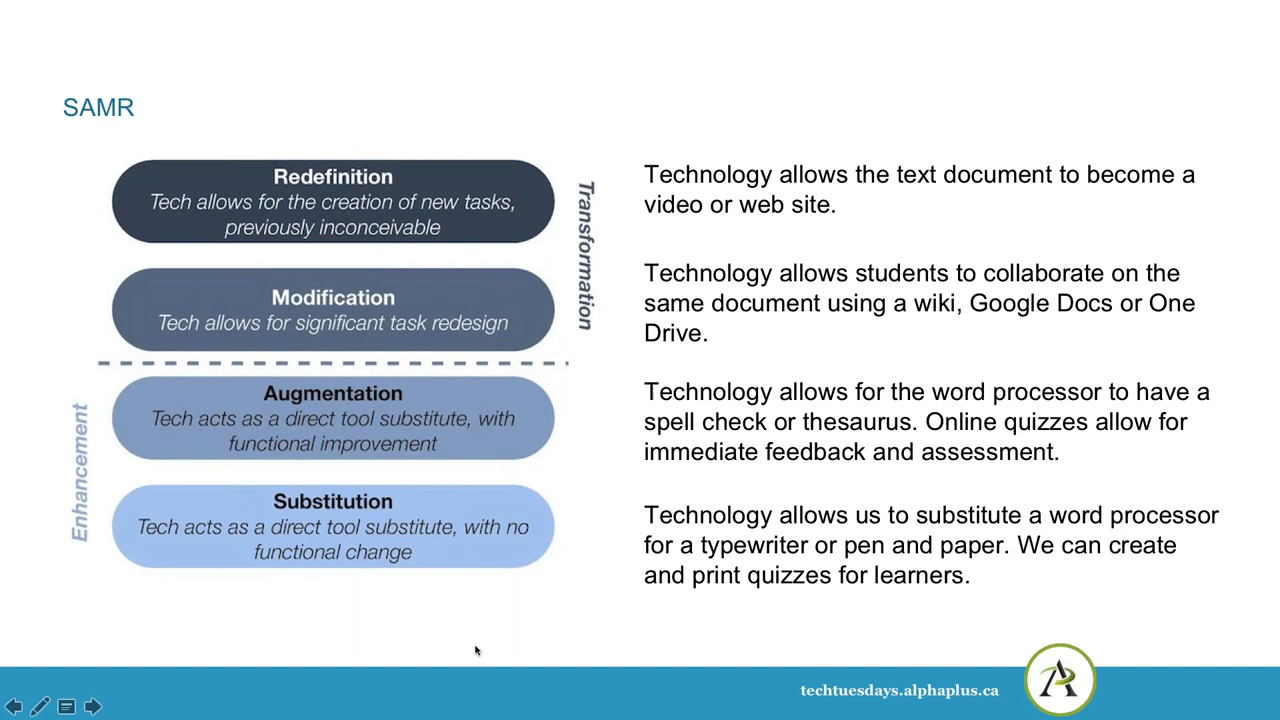 SAMR
Redefinition
Tech allows for the creation of new tasks,
previously inconceivable
Modification
Tech allows for significant task redesign
Transformation
Augmentation
Tech acts as a direct tool substitute, with
functional improvement
Substitution
Tech acts as a direct tool substitute, with no
functional change
Enhancement
Technology allows the text document to become a
video or web site.
Technology allows students to collaborate on the
same document using a wiki, Google Docs or One
Drive.
Technology allows for the word processor to have a
spell check or thesaurus. Online quizzes allow for
immediate feedback and assessment.
Technology allows us to substitute a word processor
for a typewriter or pen and paper. We can create
and print quizzes for learners.
techtuesdays.alphaplus.ca